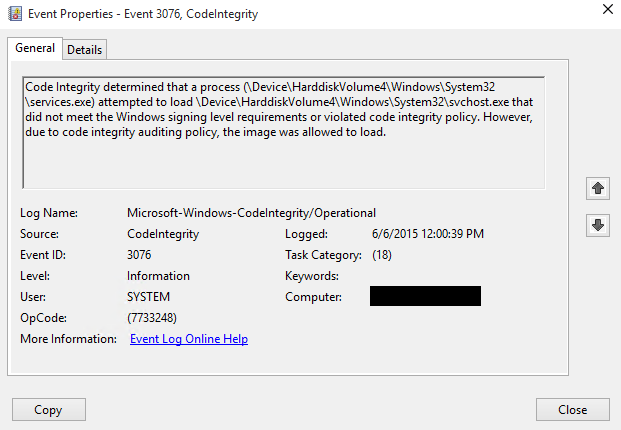 Event Properties - Event 3076, CodeIntegrity
General Details
Code Integrity determined that a process (\Device\HarddiskVolume4\Windows\System32
\services.exe) attempted to load \Device\HarddiskVolume4\Windows\System32\svchost.exe that
did not meet the Windows signing level requirements or violated code integrity policy. However,
due to code integrity auditing policy, the image was allowed to load.
Log Name: Microsoft-Windows-CodeIntegrity/Operational
Source: CodeIntegrity Logged: 6/6/2015 12:00:39 PM
Event ID: 3076 Task Category: (18)
Level: Information Keywords:
User: SYSTEM Computer:
OpCode: (7733248)
More Information: Event Log Online Help
Copy Close